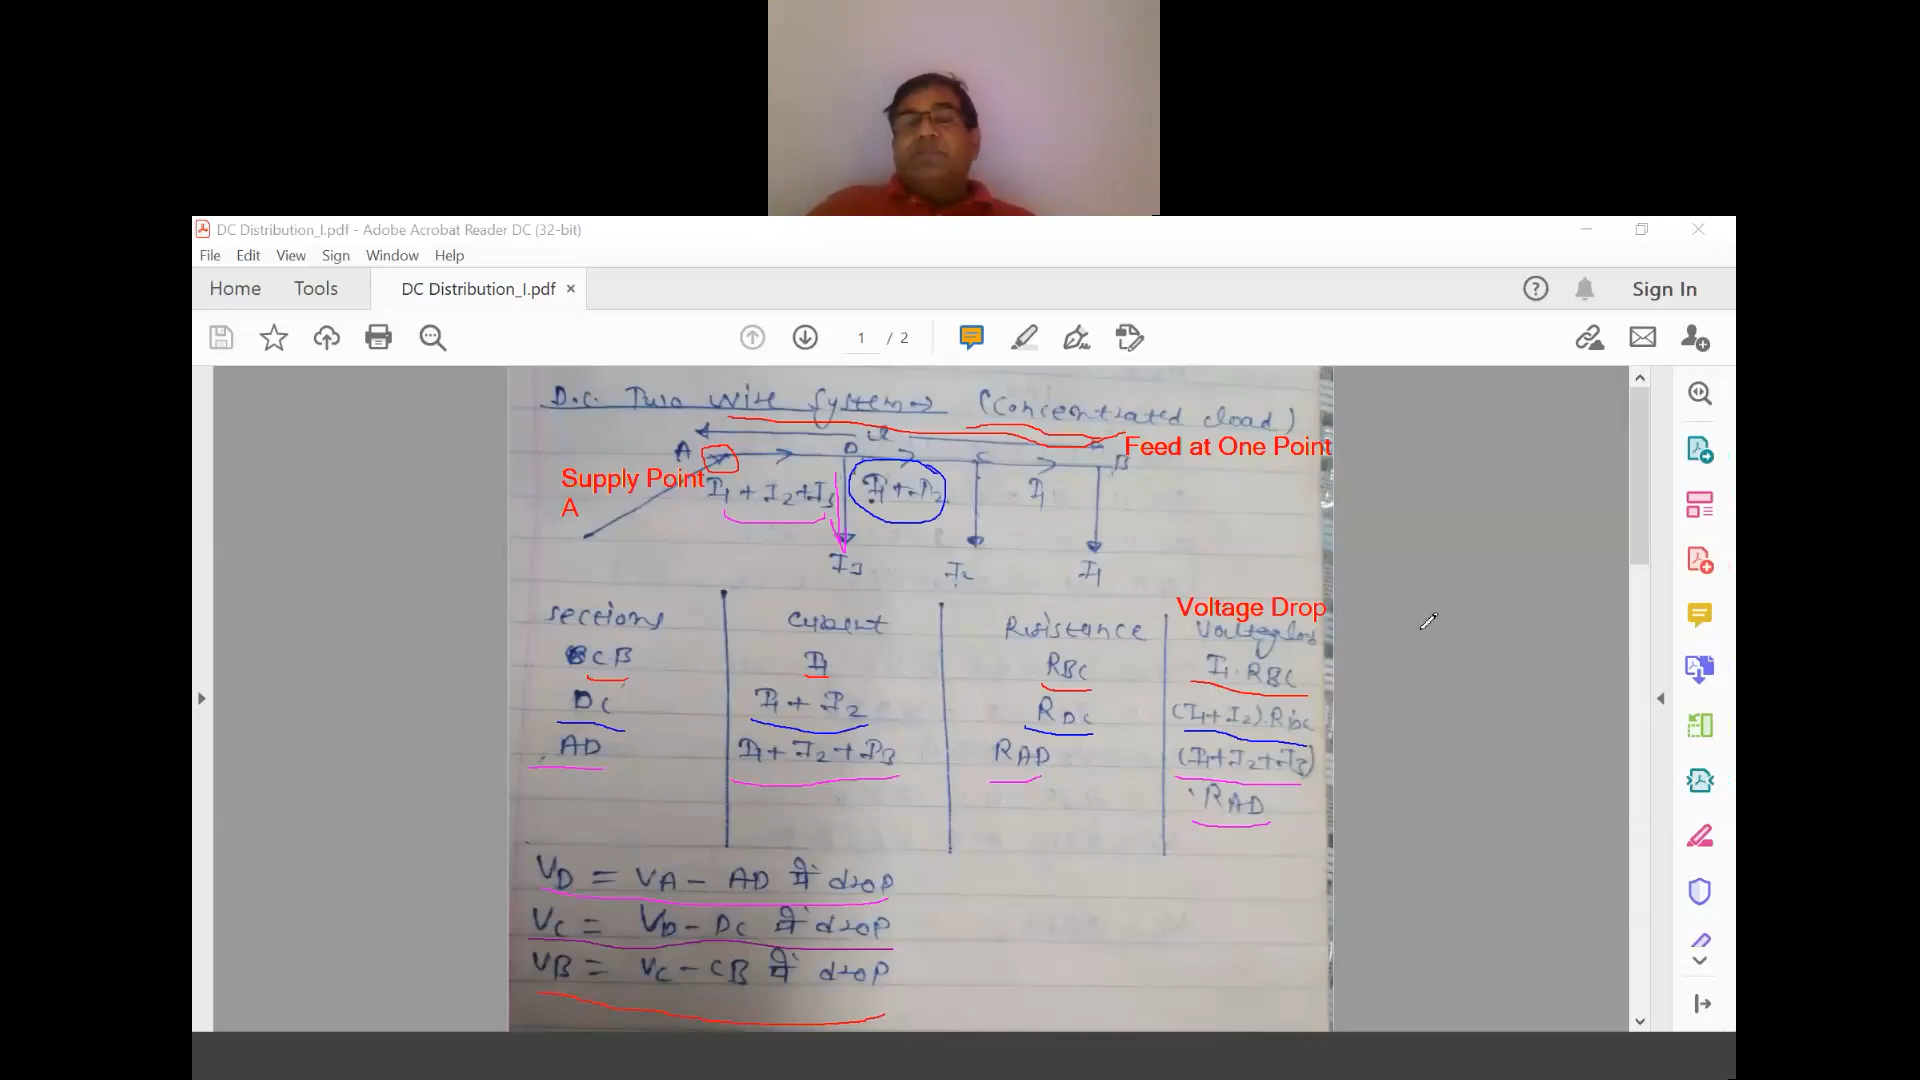 DC Distribution_I.pdf - Adobe Acrobat Reader DC (32-bit)
File Edit View Window Help
Home Tools DC Distribution_I.pdf × Sign In
1 / 2
D.C. Two wire System → (Concentrated load)
Feed at One Point
A D C B
Supply Point
A
I1 + I2 + I3 I1 + I2 I1
I3 I2 I1
Voltage Drop
Sections Current Resistance
CB I1 RBC I1. RBC
DC I1 + I2 RDC (I1+I2). RDC
AD I1 + I2 + I3 RAD (I1+I2+I3)
. RAD
VD = VA - AD में drop
VC = VD - DC में drop
VB = VC - CB में drop